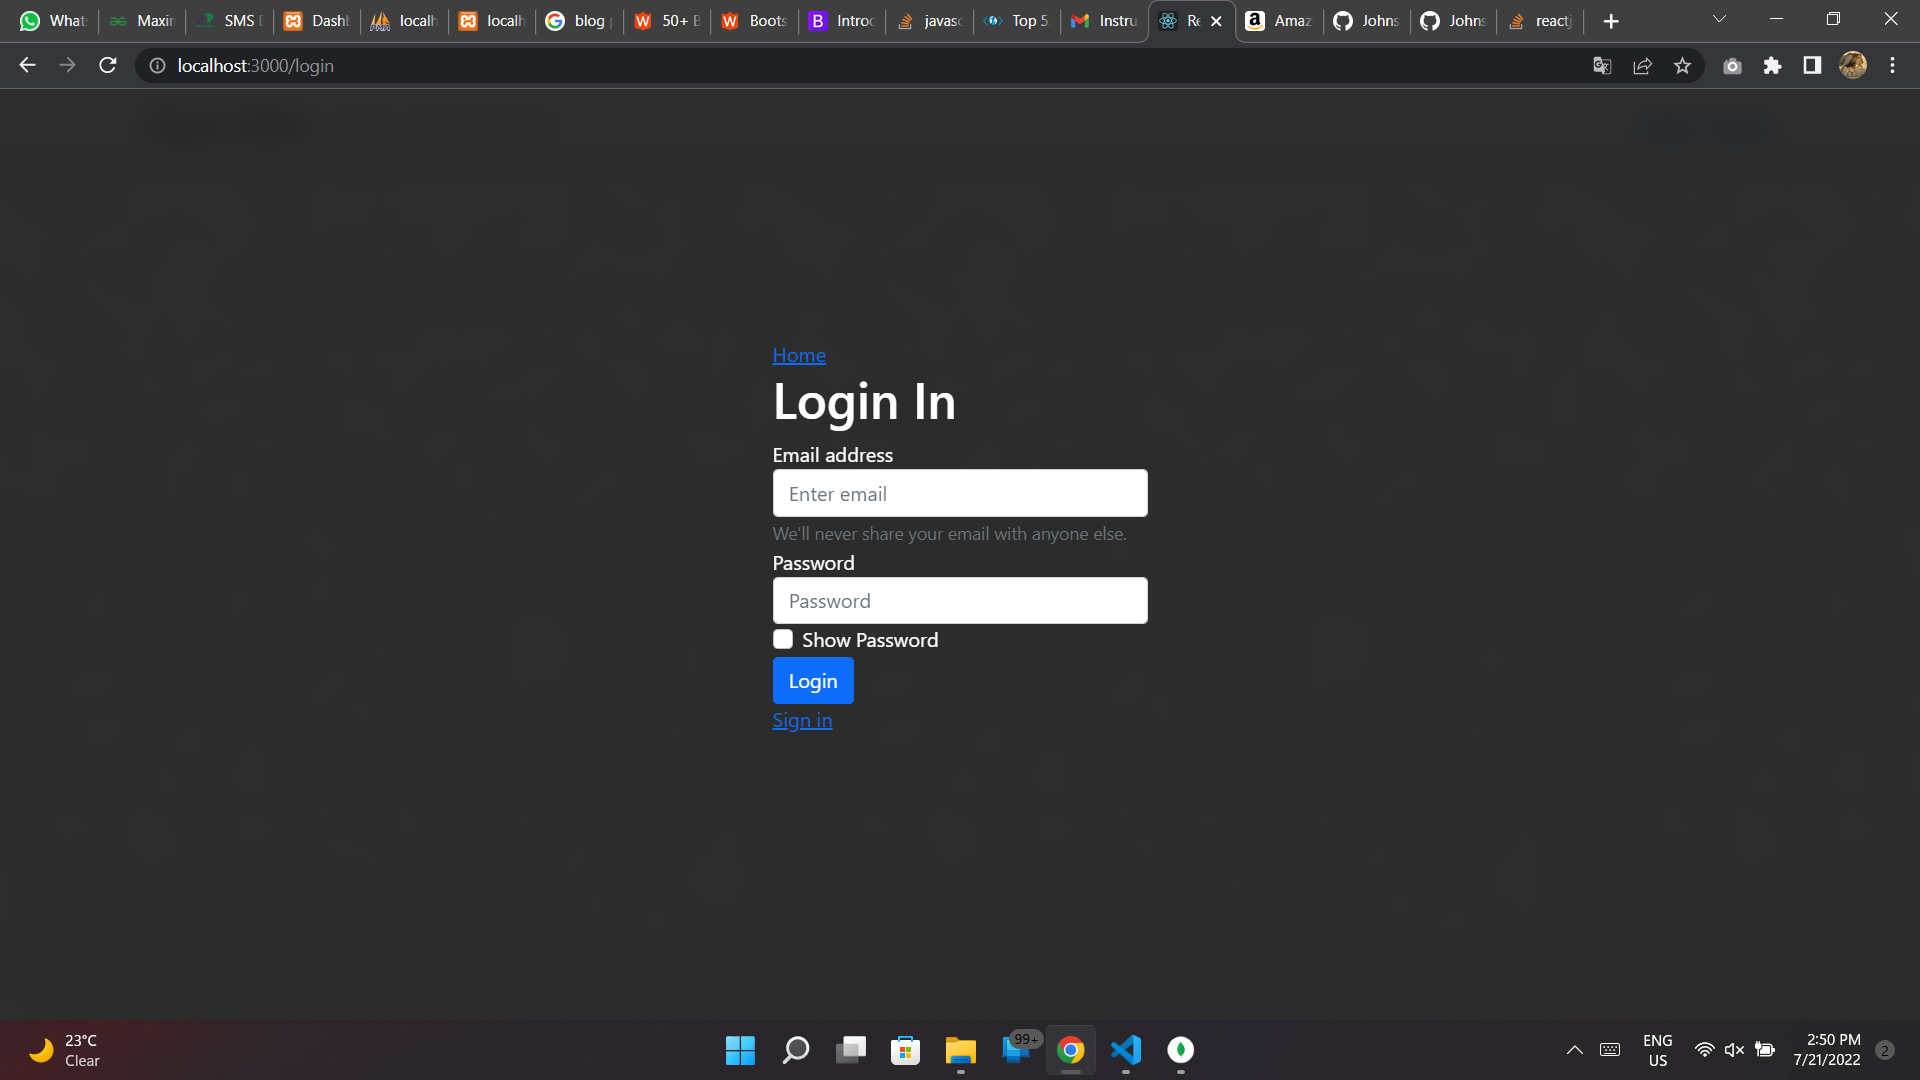 What
Maxin
SMS B
Dash
localh
localh
blog p
50+ B
Boots
Introd
javasc
Top 5
Instru
Re
Amaz
Johns
Johns
reactj
localhost:3000/login
Home
Login In
Email address
Enter email
We'll never share your email with anyone else.
Password
Password
Show Password
Login
Sign in
23°C
Clear
99+
ENG
US
2:50 PM
7/21/2022
2